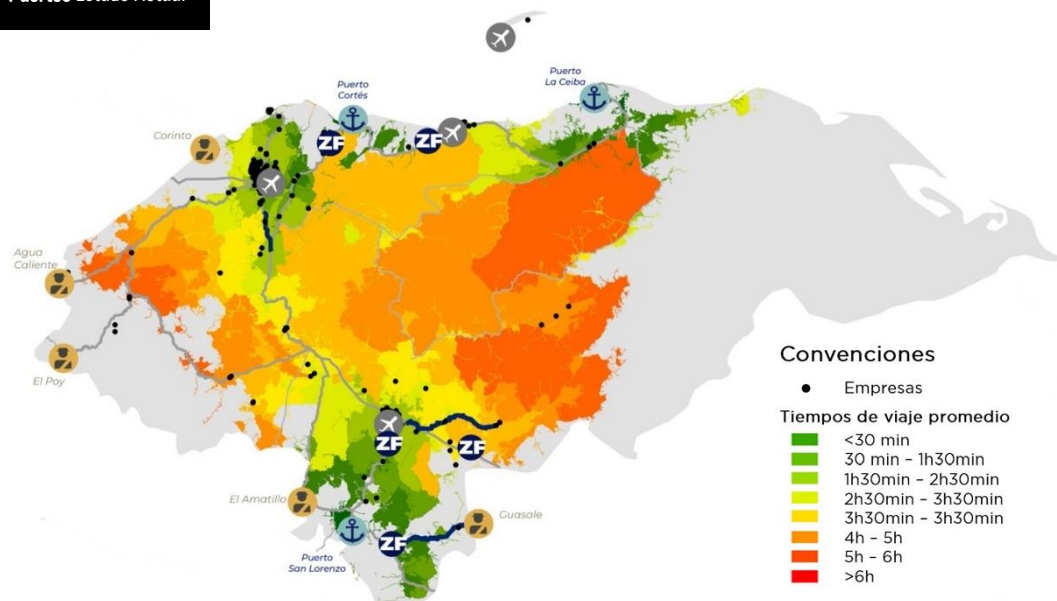 Puerto
La Ceiba
Puerto
Cortés
Corinto
ZF
ZF
Agua
Caliente
El Poy
ZF
ZF
El Amatillo
Guasale
ZF
Puerto
San Lorenzo
Convenciones
Empresas
Tiempos de viaje promedio
<30 min
30 min – 1h30min
1h30min – 2h30min
2h30min – 3h30min
3h30min – 3h30min
4h – 5h
5h – 6h
>6h